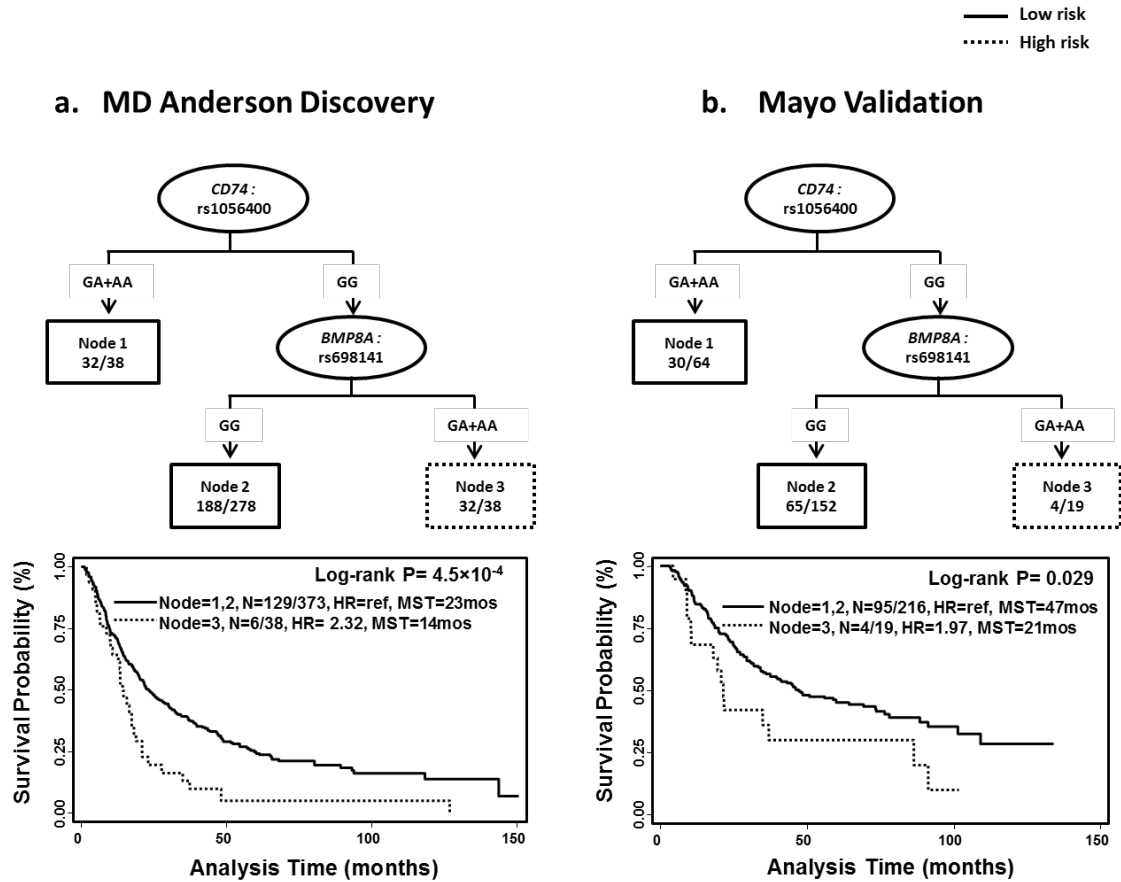 Low risk
High risk
a. MD Anderson Discovery
CD74 :
rs1056400
GA+AA
GG
Node 1
32/38
BMP8A :
rs698141
GG
GA+AA
Node 2
188/278
Node 3
32/38
Survival Probability (%)
1.00
0.75
0.50
0.25
0.00
Log-rank P= 4.5×10⁻⁴
Node=1,2, N=129/373, HR=ref, MST=23mos
Node=3, N=6/38, HR= 2.32, MST=14mos
0
50
100
150
Analysis Time (months)
b. Mayo Validation
CD74 :
rs1056400
GA+AA
GG
Node 1
30/64
BMP8A :
rs698141
GG
GA+AA
Node 2
65/152
Node 3
4/19
Survival Probability (%)
1.00
0.75
0.50
0.25
0.00
Log-rank P= 0.029
Node=1,2, N=95/216, HR=ref, MST=47mos
Node=3, N=4/19, HR=1.97, MST=21mos
0
50
100
150
Analysis Time (months)